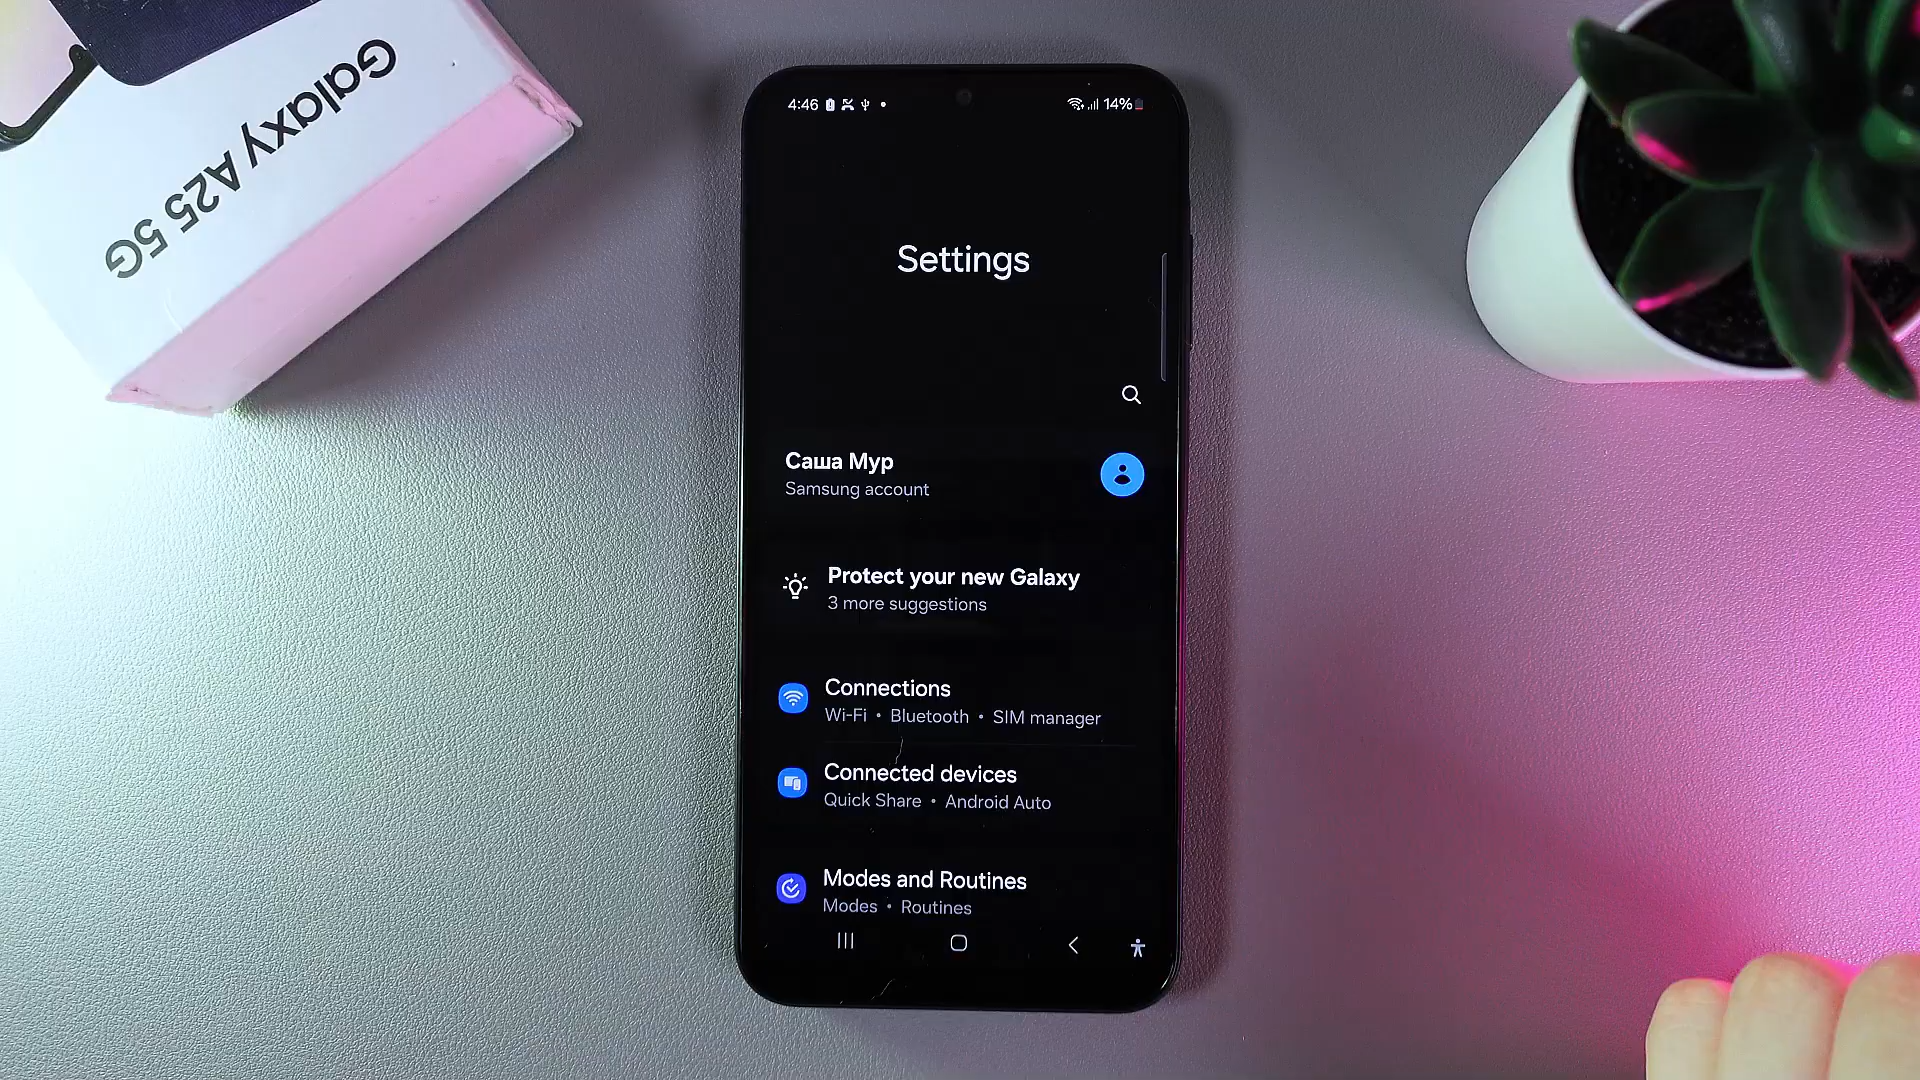 Galaxy A25 5G
4:46
14%
Settings
Саша Мур
Samsung account
Protect your new Galaxy
3 more suggestions
Connections
Wi-Fi • Bluetooth • SIM manager
Connected devices
Quick Share • Android Auto
Modes and Routines
Modes • Routines